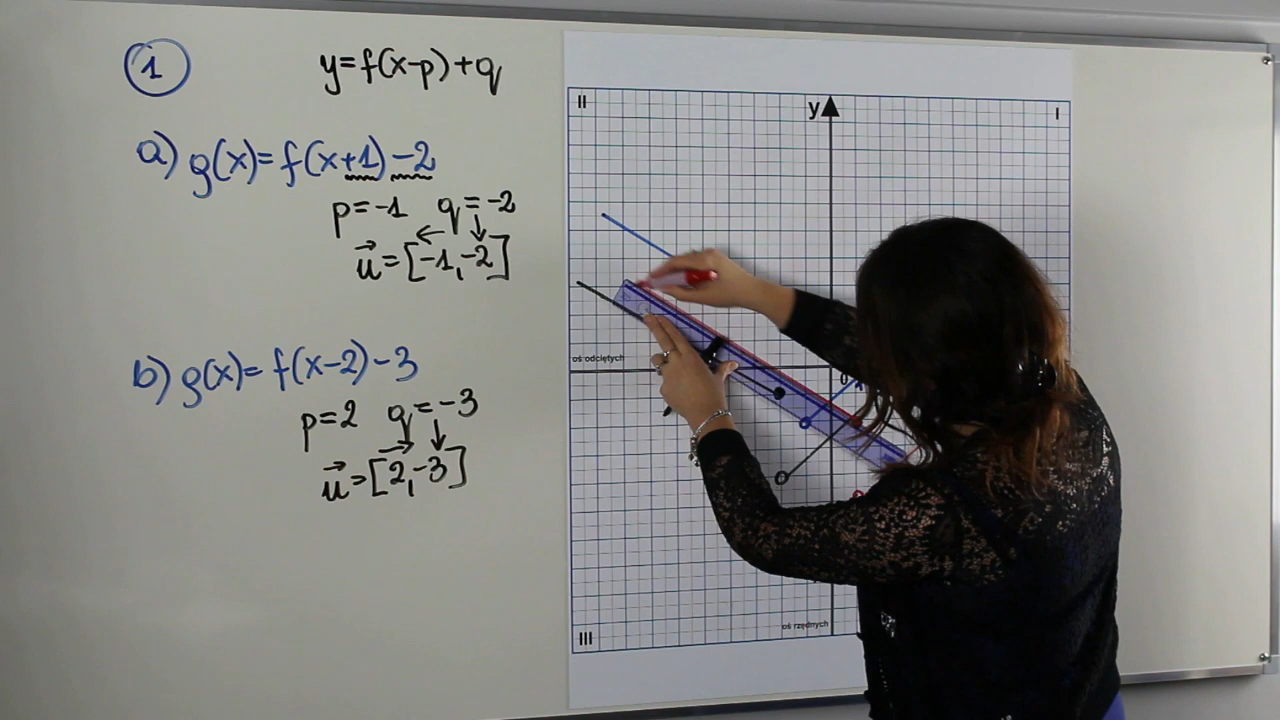 1
y=f(x-p)+q
a) g(x)=f(x+1)-2
p=-1 q=-2
← ↓
u⃗=[-1,-2]
b) g(x)=f(x-2)-3
p=2 q=-3
→ ↓
u⃗=[2,-3]
II
y
I
oś odciętych
0
III
oś rzędnych